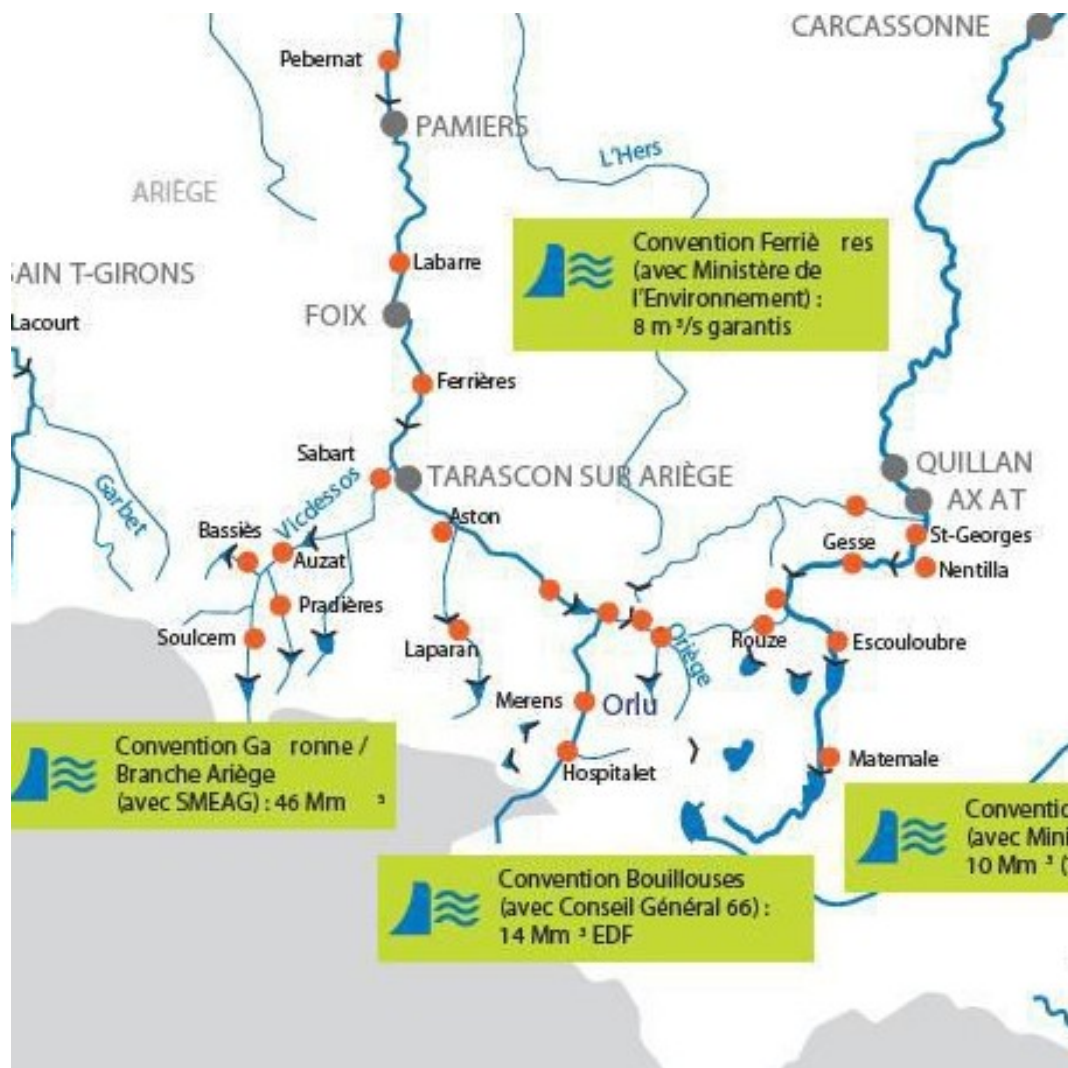 CARCASSONNE
Pebernat
PAMIERS
L'Hers
ARIÈGE
Convention Ferriè res
(avec Ministère de
l'Environnement) :
8 m ³/s garantis
Labarre
SAIN T-GIRONS
FOIX
Lacourt
Ferrières
Sabart
TARASCON SUR ARIÈGE
QUILLAN
AX AT
Vicdessos
Garbet
Aston
Bassiès
St-Georges
Gesse
Auzat
Nentilla
Pradières
Soulcem
Laparan
Rouze
Escouloubre
Oriège
Merens
Orlu
Hospitalet
Matemale
Convention Ga ronne /
Branche Ariège
(avec SMEAG) : 46 Mm ³
Conventio
(avec Mini
10 Mm ³ (
Convention Bouillouses
(avec Conseil Général 66) :
14 Mm ³ EDF